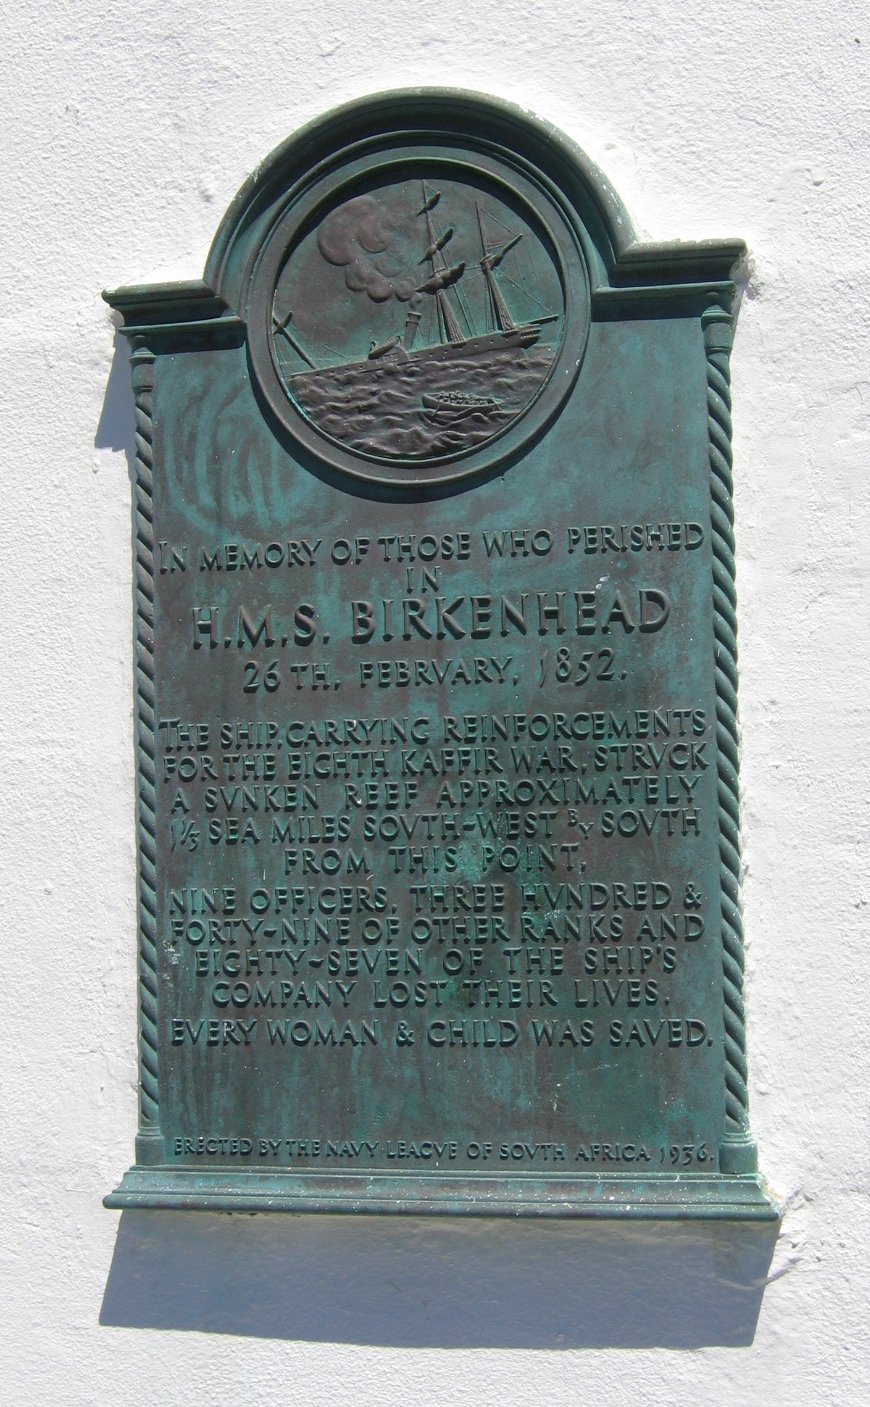 IN MEMORY OF THOSE WHO PERISHED
IN
H.M.S. BIRKENHEAD
26TH. FEBRVARY, 1852.
THE SHIP, CARRYING REINFORCEMENTS
FOR THE EIGHTH KAFFIR WAR, STRVCK
A SVNKEN REEF APPROXIMATELY
1⅓ SEA MILES SOVTH-WEST BY SOVTH
FROM THIS POINT,
NINE OFFICERS, THREE HVNDRED &
FORTY-NINE OF OTHER RANKS AND
EIGHTY-SEVEN OF THE SHIP'S
COMPANY LOST THEIR LIVES.
EVERY WOMAN & CHILD WAS SAVED.
ERECTED BY THE NAVY LEAGVE OF SOVTH AFRICA, 1936.